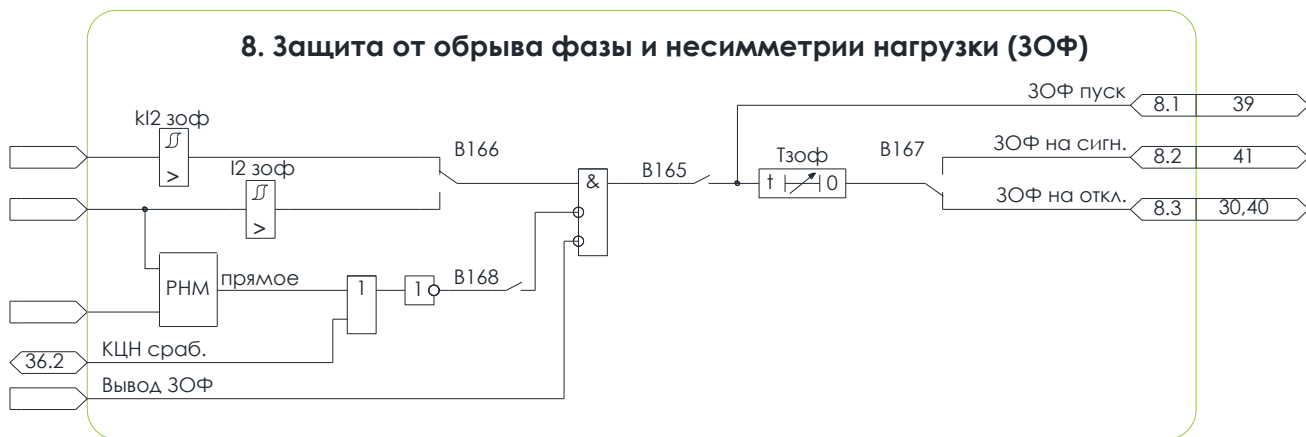 8. Защита от обрыва фазы и несимметрии нагрузки (ЗОФ)
ЗОФ пуск
8.1
39
kI2 зоф
>
I2 зоф
>
B166
&
B165
Тзоф
t
0
B167
ЗОФ на сигн.
8.2
41
ЗОФ на откл.
8.3
30,40
РНМ
прямое
1
1
B168
36.2
КЦН сраб.
Вывод ЗОФ